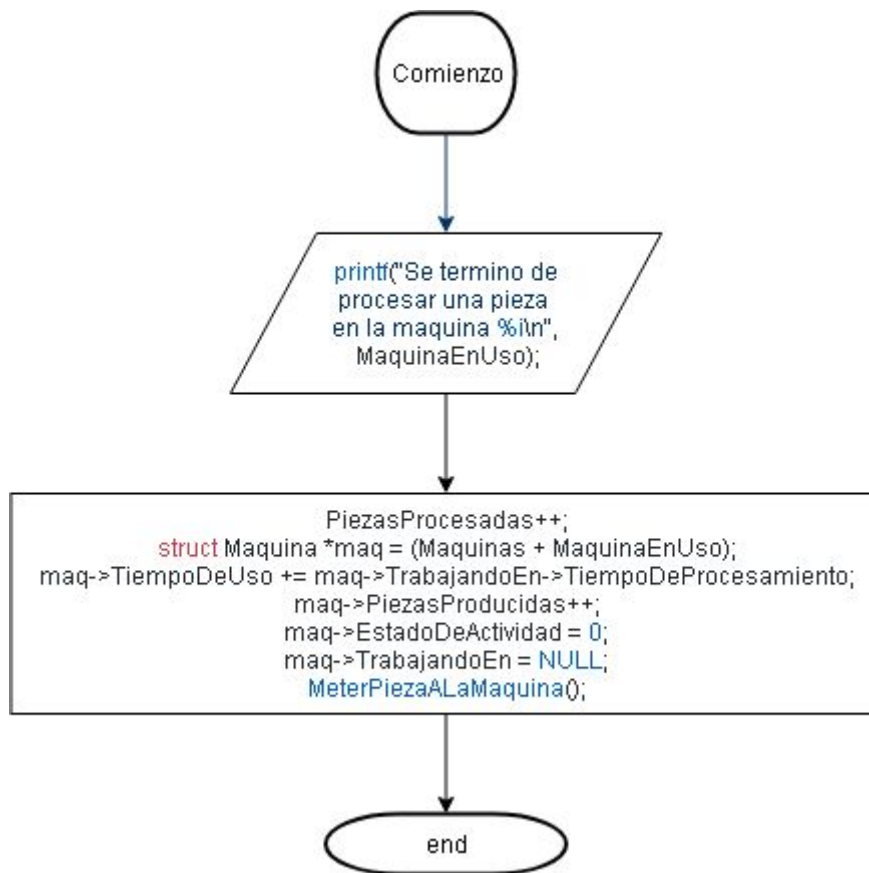 Comienzo
printf("Se termino de
procesar una pieza
en la maquina %i\n",
MaquinaEnUso);
PiezasProcesadas++;
struct Maquina *maq = (Maquinas + MaquinaEnUso);
maq->TiempoDeUso += maq->TrabajandoEn->TiempoDeProcesamiento;
maq->PiezasProducidas++;
maq->EstadoDeActividad = 0;
maq->TrabajandoEn = NULL;
MeterPiezaALaMaquina();
end